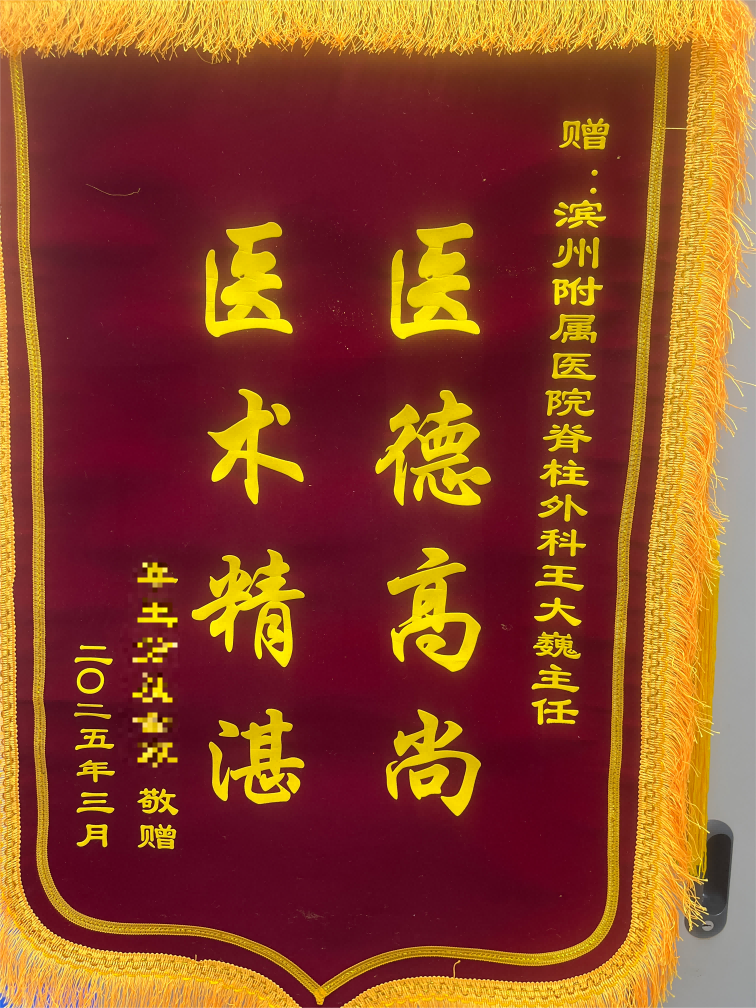 赠：滨州附属医院脊柱外科王大巍主任
医德高尚
医术精湛
敬赠
二〇二五年三月